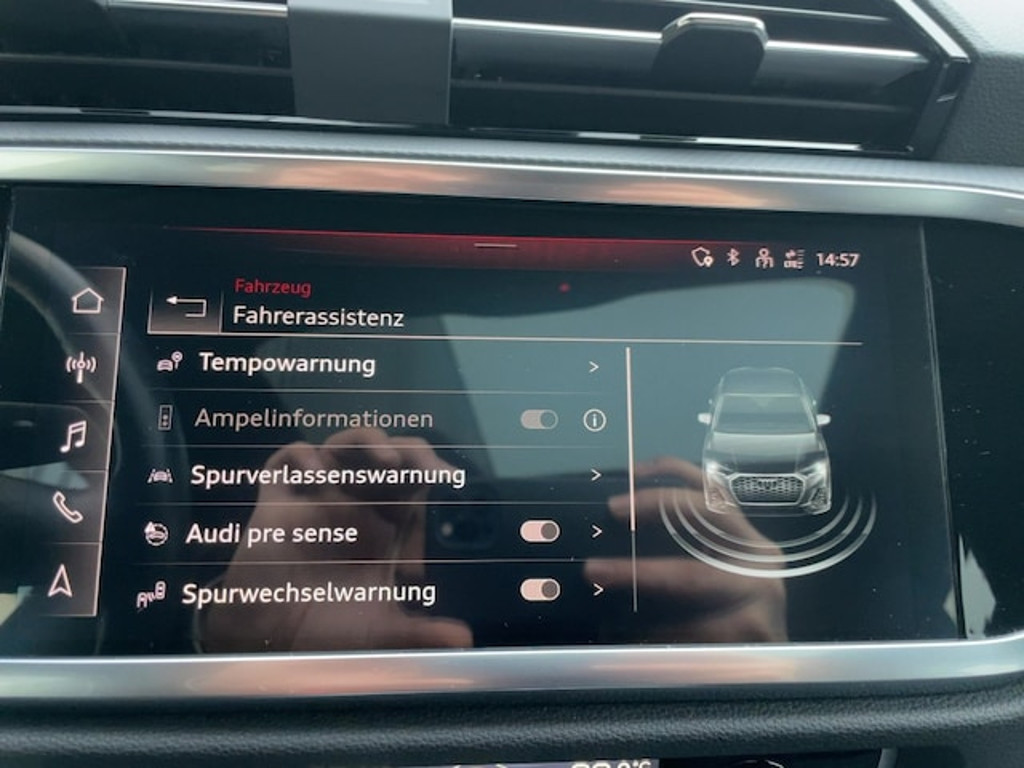 14:57
Fahrzeug
Fahrerassistenz
Tempowarnung
Ampelinformationen
Spurverlassenswarnung
Audi pre sense
Spurwechselwarnung